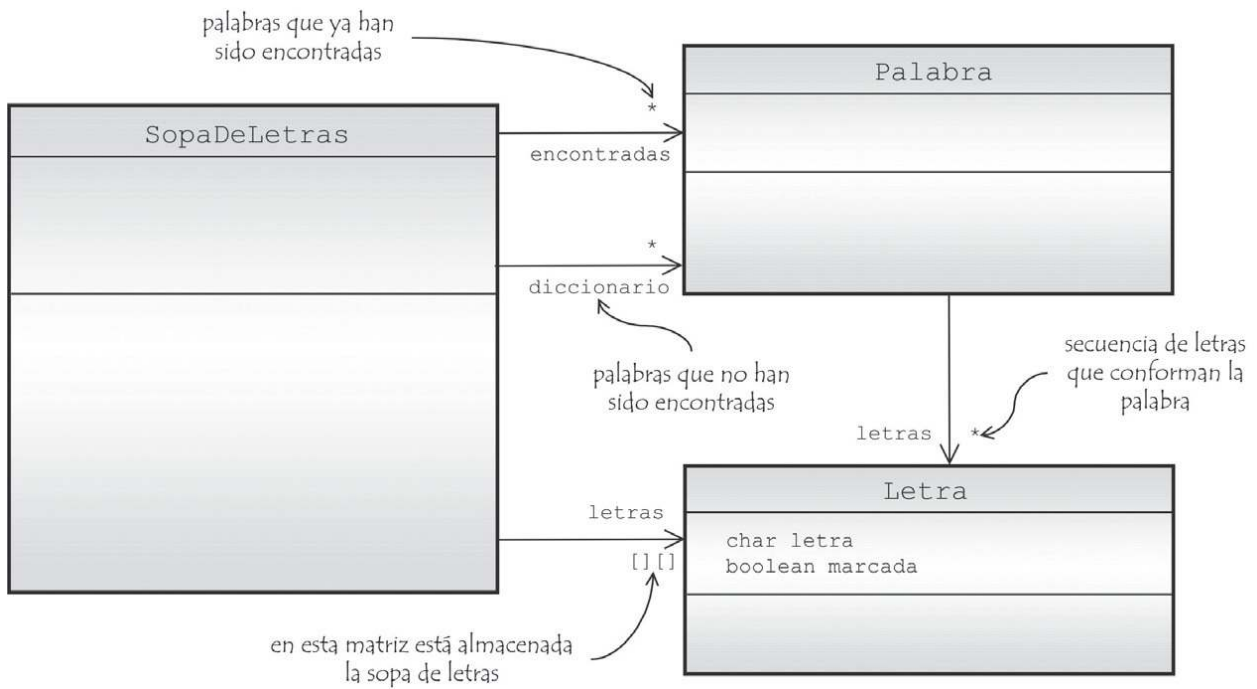 palabras que ya han
sido encontradas
Palabra
*
SopaDeLetras
encontradas
*
diccionario
palabras que no han
sido encontradas
secuencia de letras
que conforman la
palabra
letras *
Letra
letras
char letra
[][]
boolean marcada
en esta matriz está almacenada
la sopa de letras